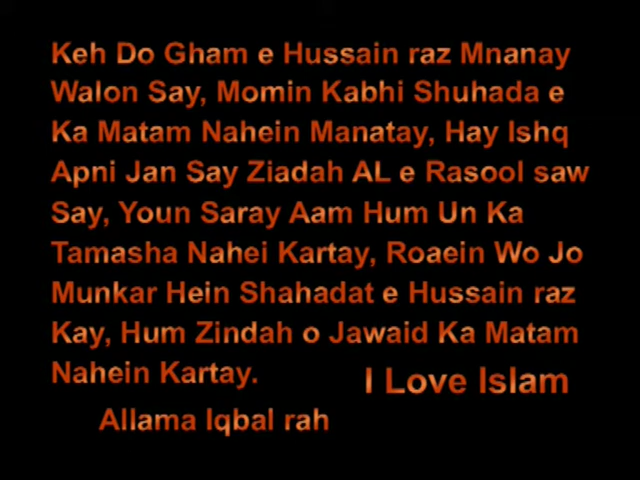 Keh Do Gham e Hussain raz Mnanay
Walon Say, Momin Kabhi Shuhada e
Ka Matam Nahein Manatay, Hay Ishq
Apni Jan Say Ziadah AL e Rasool saw
Say, Youn Saray Aam Hum Un Ka
Tamasha Nahei Kartay, Roaein Wo Jo
Munkar Hein Shahadat e Hussain raz
Kay, Hum Zindah o Jawaid Ka Matam
Nahein Kartay.
I Love Islam
Allama Iqbal rah